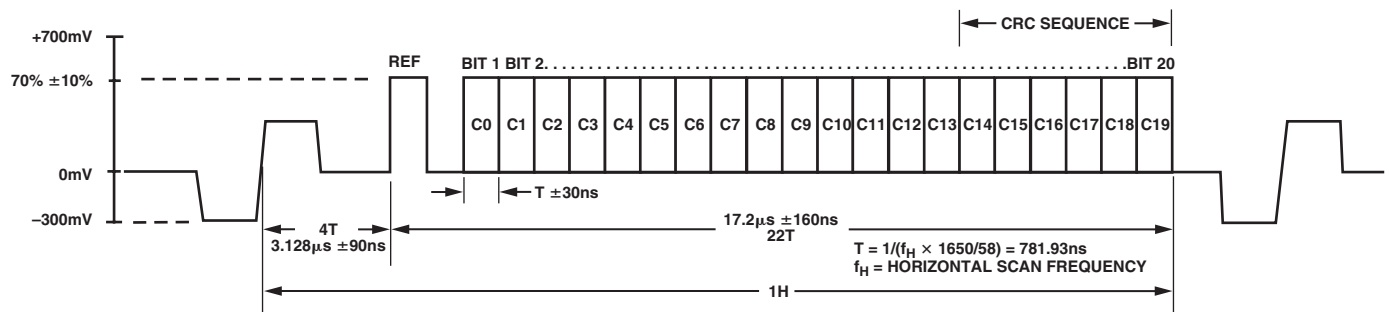 CRC SEQUENCE
+700mV
REF
BIT 1 BIT 2. . . . . . . . . . . . . . . . . . . . . . . . . . . . . . . . . . . . . . . . . . . . . . . . . . . . . . . . . . . . . . . . . . . . . .BIT 20
70% ±10%
C0 C1 C2 C3 C4 C5 C6 C7 C8 C9 C10 C11 C12 C13 C14 C15 C16 C17 C18 C19
0mV
T ±30ns
–300mV
4T
3.128μs ±90ns
17.2μs ±160ns
22T
T = 1/(fH × 1650/58) = 781.93ns
fH = HORIZONTAL SCAN FREQUENCY
1H